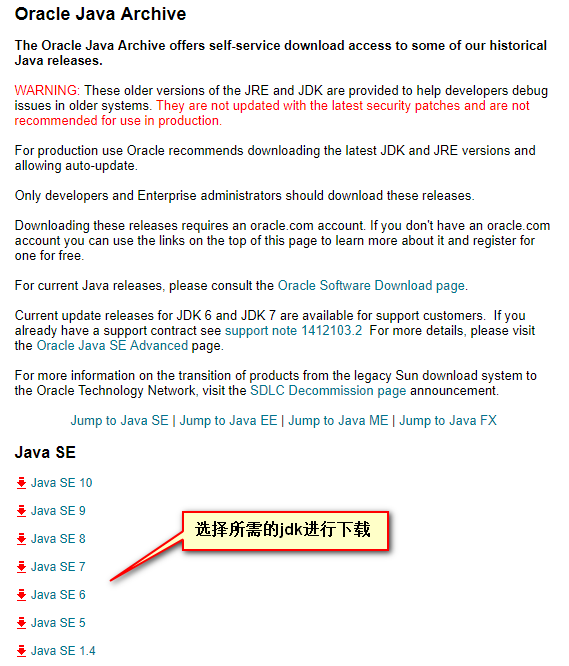 Oracle Java Archive
The Oracle Java Archive offers self-service download access to some of our historical
Java releases.
WARNING: These older versions of the JRE and JDK are provided to help developers debug
issues in older systems. They are not updated with the latest security patches and are not
recommended for use in production.
For production use Oracle recommends downloading the latest JDK and JRE versions and
allowing auto-update.
Only developers and Enterprise administrators should download these releases.
Downloading these releases requires an oracle.com account. If you don't have an oracle.com
account you can use the links on the top of this page to learn more about it and register for
one for free.
For current Java releases, please consult the Oracle Software Download page.
Current update releases for JDK 6 and JDK 7 are available for support customers.  If you
already have a support contract see support note 1412103.2  For more details, please visit
the Oracle Java SE Advanced page.
For more information on the transition of products from the legacy Sun download system to
the Oracle Technology Network, visit the SDLC Decommission page announcement.
Jump to Java SE | Jump to Java EE | Jump to Java ME | Jump to Java FX
Java SE
Java SE 10
Java SE 9
选择所需的jdk进行下载
Java SE 8
Java SE 7
Java SE 6
Java SE 5
Java SE 1.4